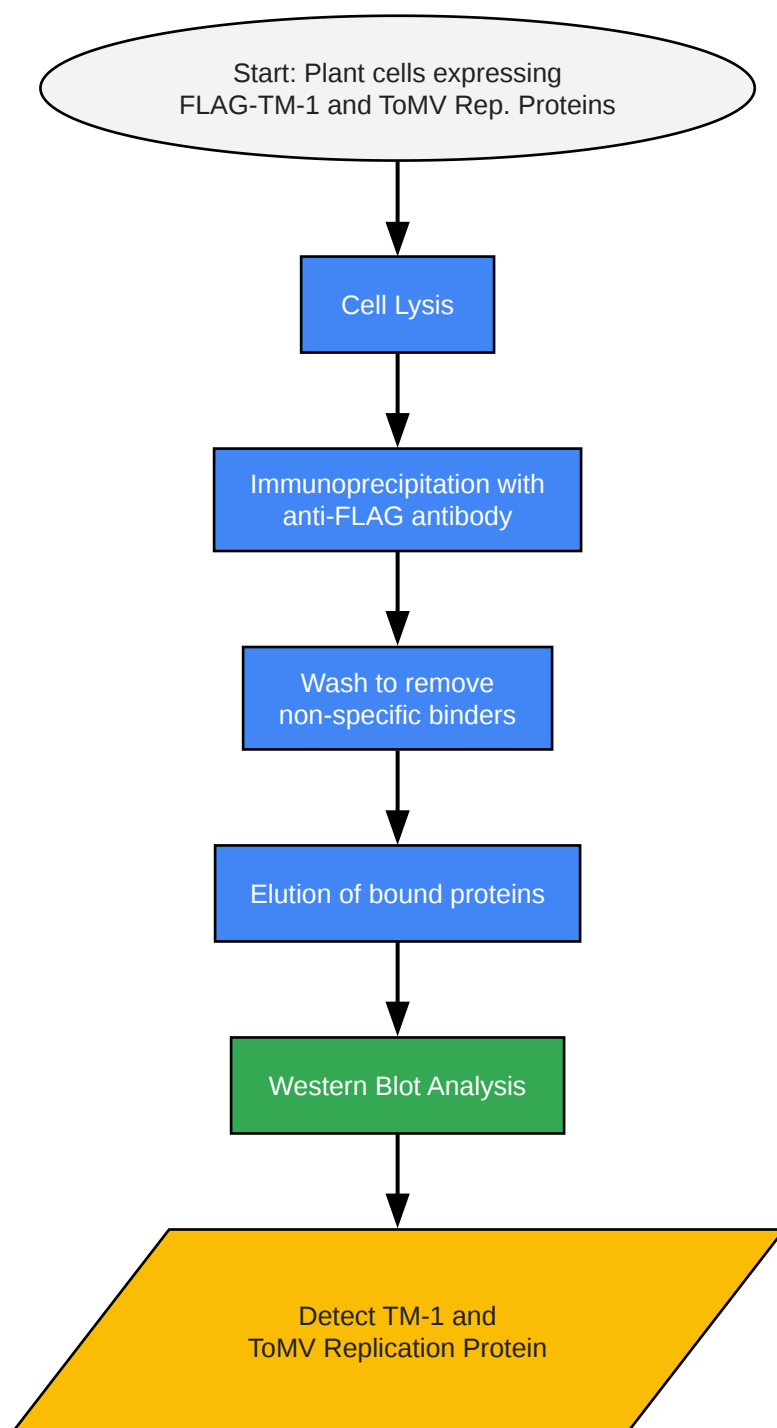 Start: Plant cells expressing
FLAG-TM-1 and ToMV Rep. Proteins
Cell Lysis
Immunoprecipitation with
anti-FLAG antibody
Wash to remove
non-specific binders
Elution of bound proteins
Western Blot Analysis
Detect TM-1 and
ToMV Replication Protein